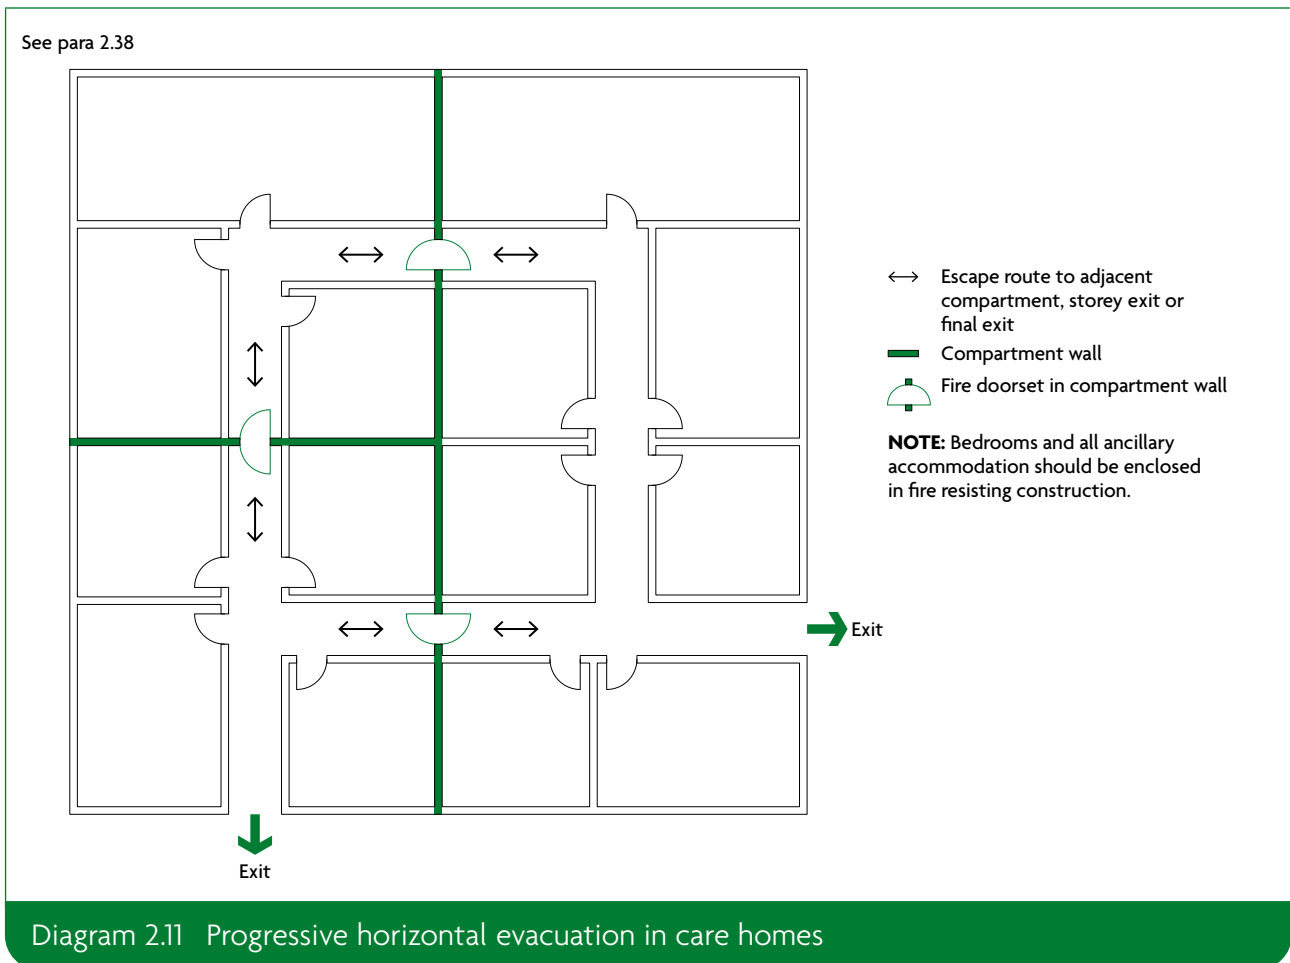 See para 2.38
Escape route to adjacent
compartment, storey exit or
final exit
Compartment wall
Fire doorset in compartment wall
NOTE: Bedrooms and all ancillary
accommodation should be enclosed
in fire resisting construction.
Exit
Exit
Diagram 2.11 Progressive horizontal evacuation in care homes